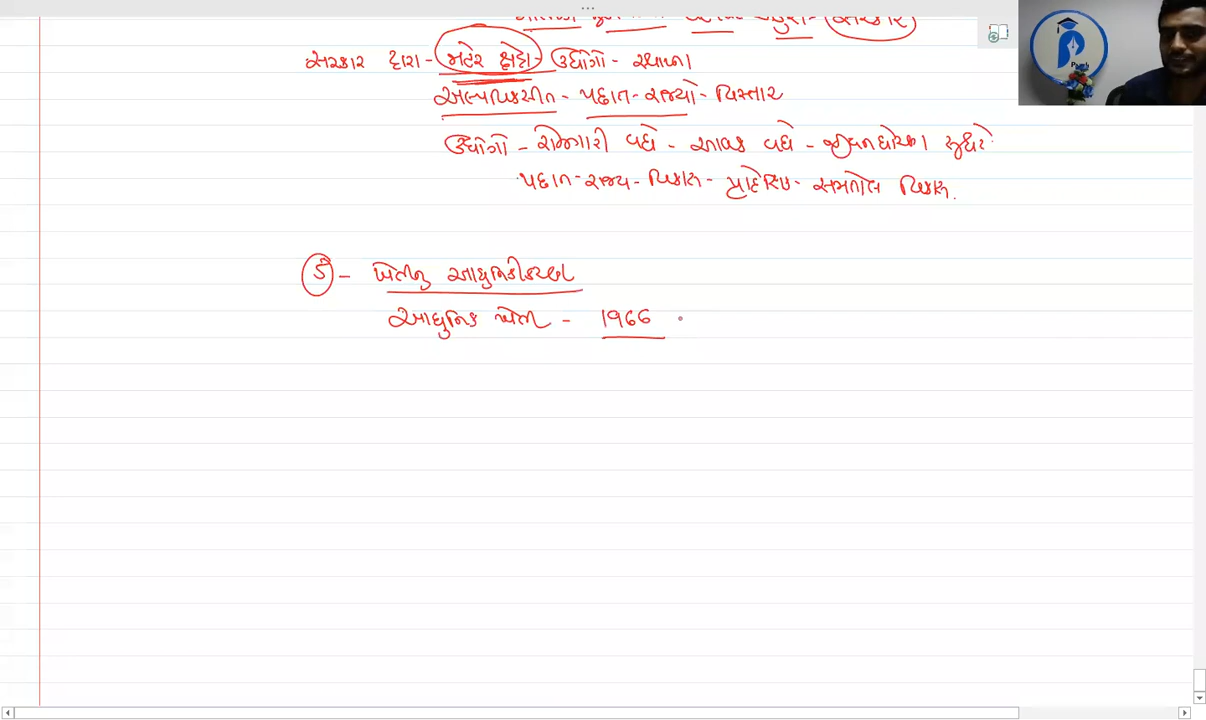 સરકાર
સરકાર દ્વારા - જાહેર ક્ષેત્રો - ઉદ્યોગો - સ્થાપના
અલ્પવિકસીત - પછાત - રાજ્યો - વિસ્તાર
ઉદ્યોગો - રોજગારી વધે - આવક વધે - જીવનધોરણ સુધરે
પછાત - રાજ્ય - વિકાસ - પ્રાદેશિક - સમતોલ વિકાસ.
ડ - ખેતીનું આધુનિકીકરણ
આધુનિક ખેતી - 1966